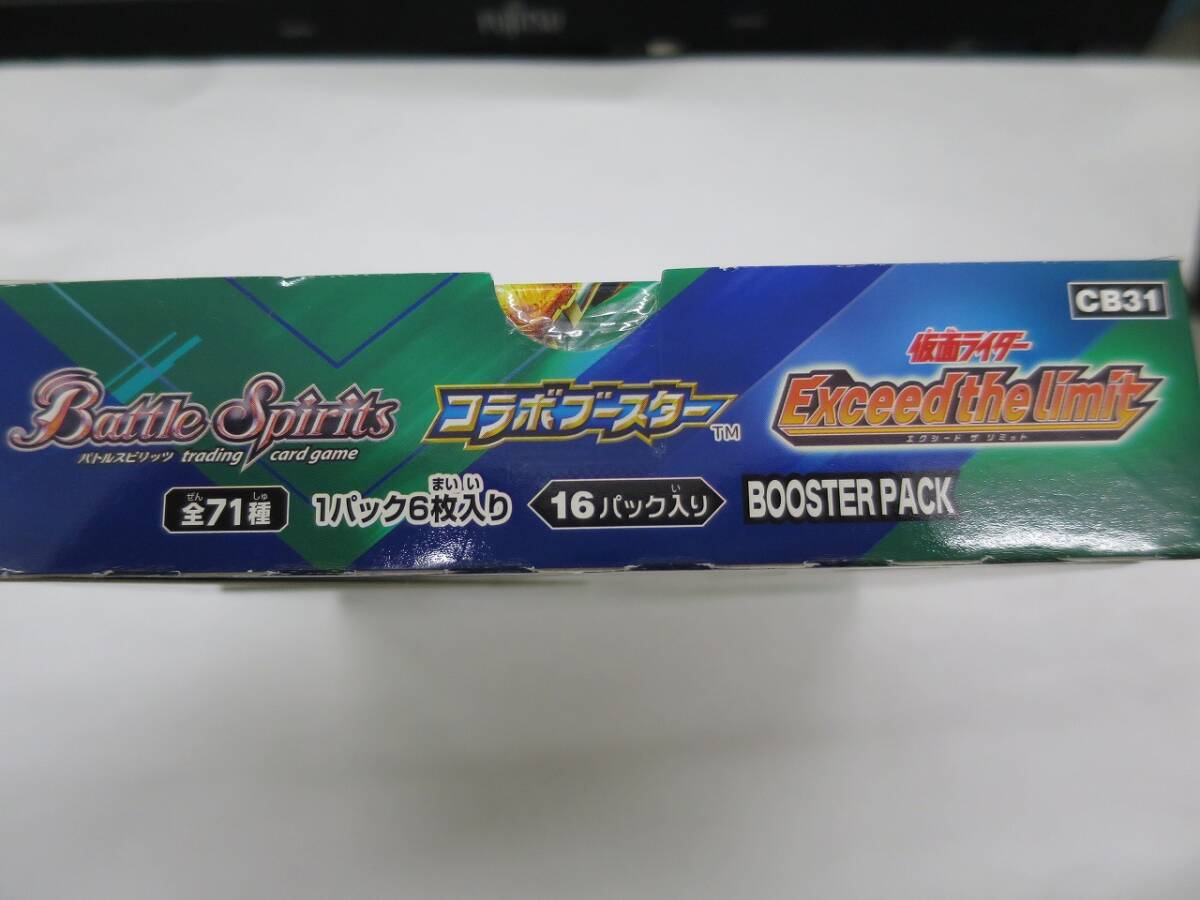 FUJITSU
CB31
Battle Spirits
バトルスピリッツ trading card game
コラボブースター TM
仮面ライダー
Exceed the limit
エクシード ザ リミット
ぜん しゅ
全71種
まい い
1パック6枚入り
い
16パック入り
BOOSTER PACK